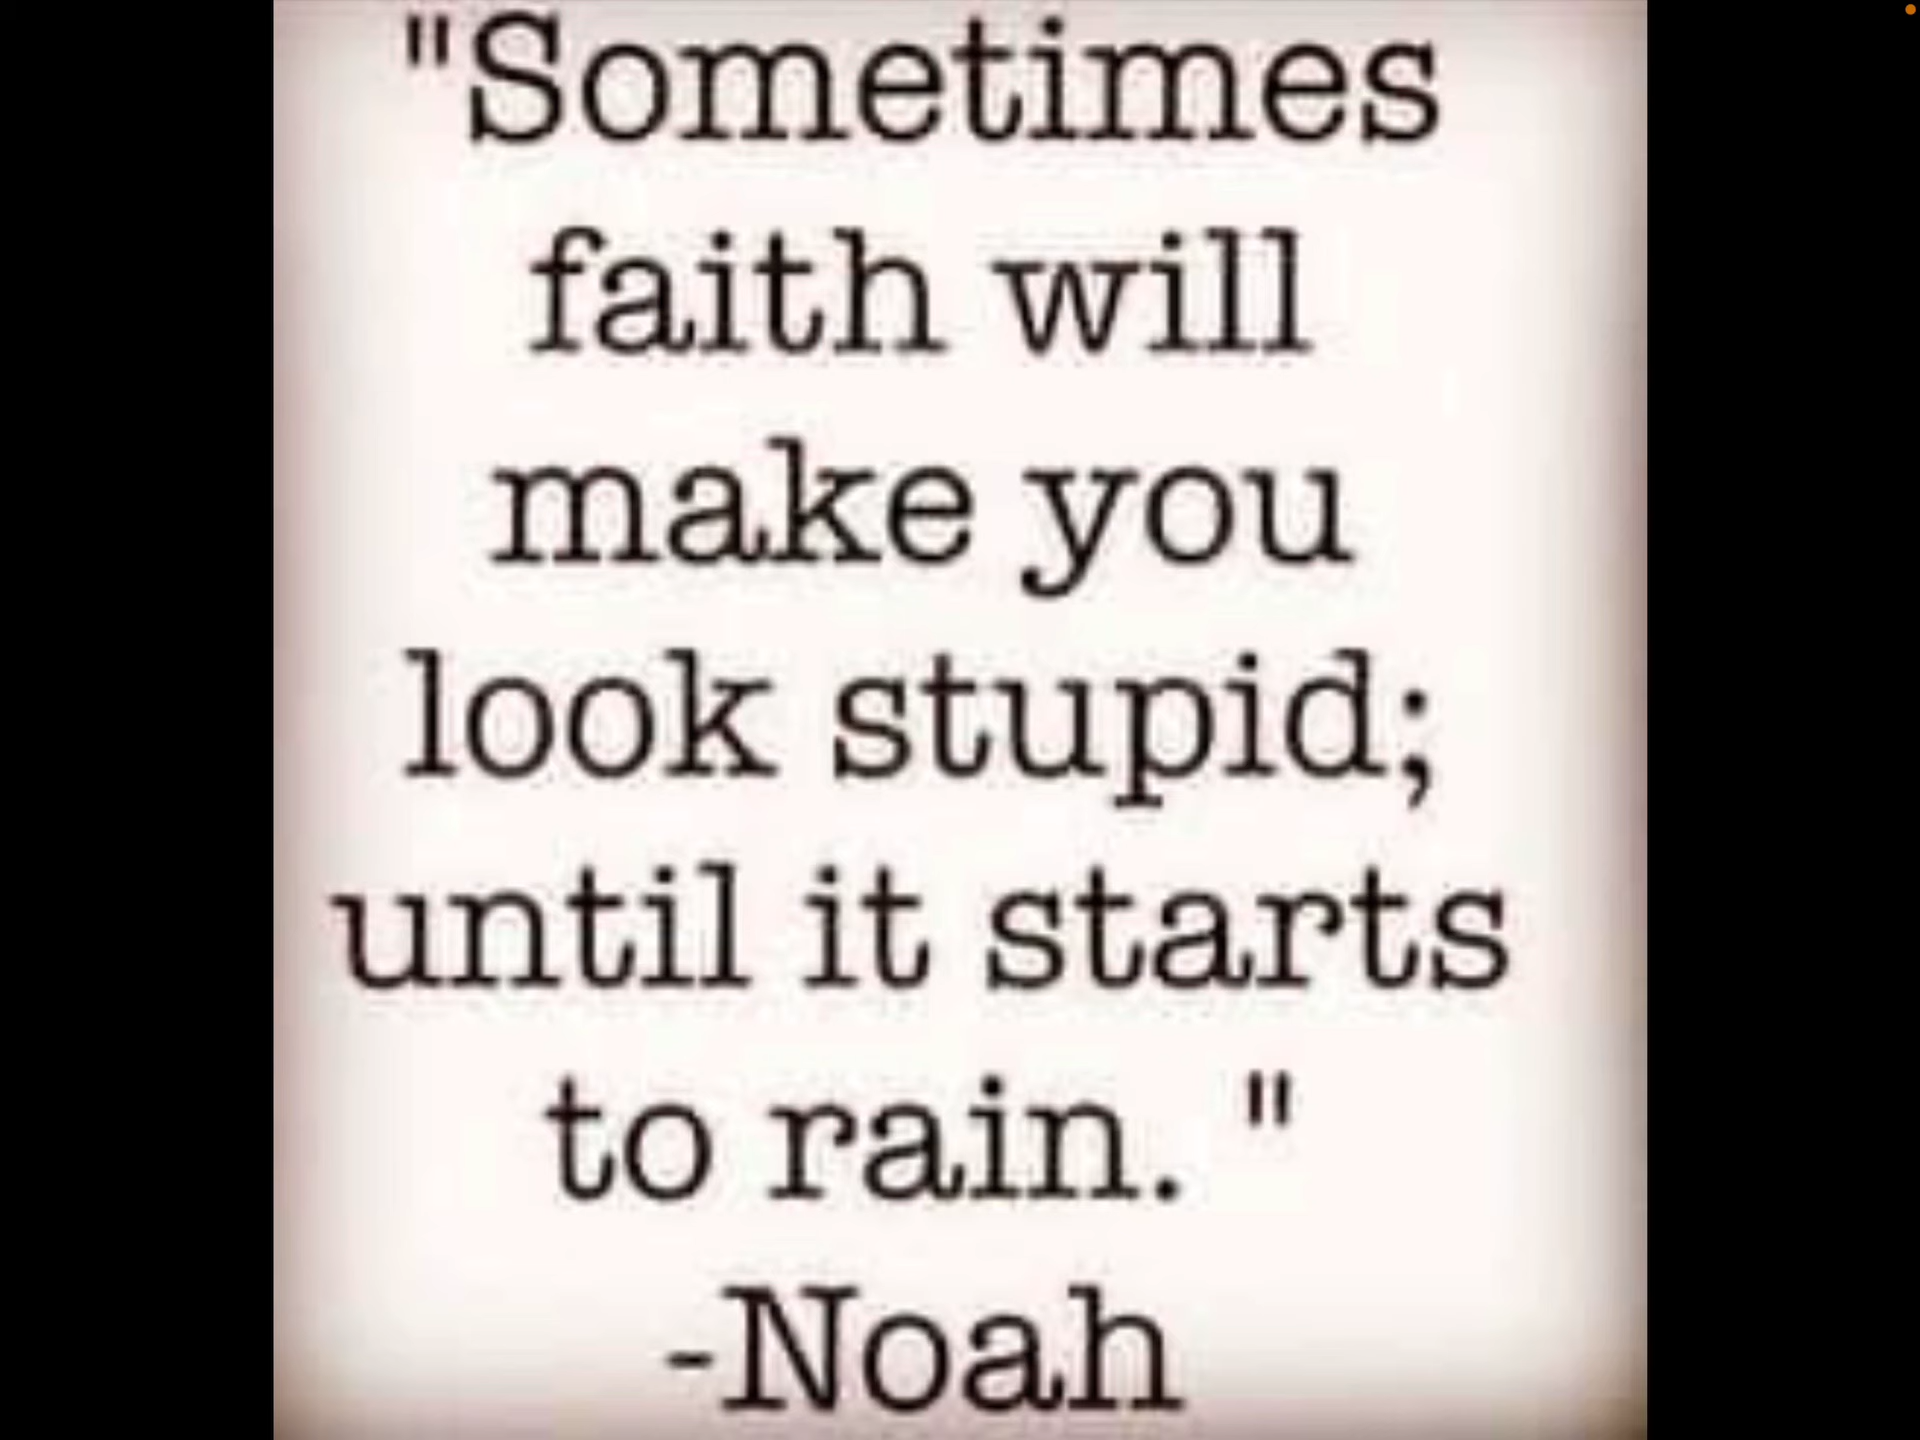 "Sometimes
faith will
make you
look stupid;
until it starts
to rain. "
-Noah